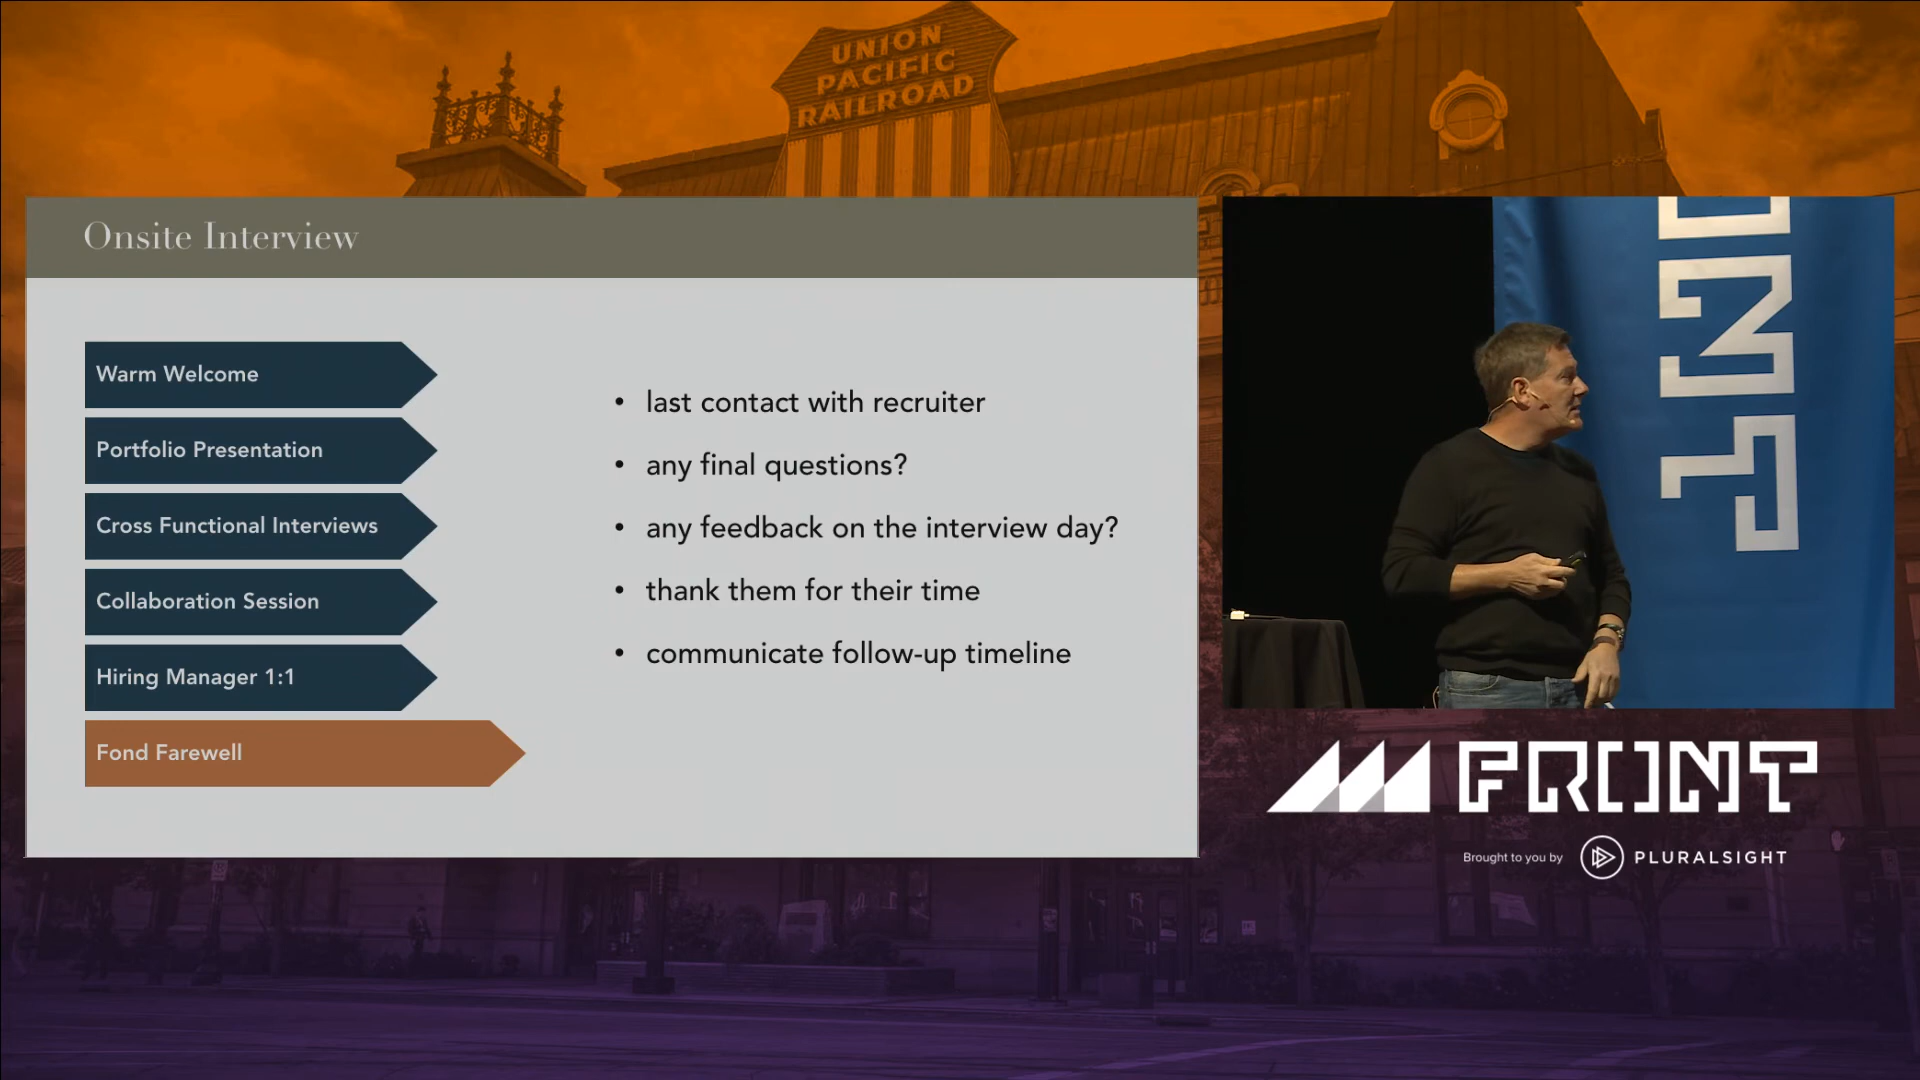 UNION
PACIFIC
RAILROAD
Onsite Interview
Warm Welcome
Portfolio Presentation
Cross Functional Interviews
Collaboration Session
Hiring Manager 1:1
Fond Farewell
• last contact with recruiter
• any final questions?
• any feedback on the interview day?
• thank them for their time
• communicate follow-up timeline
ONT
FRONT
Brought to you by
PLURALSIGHT